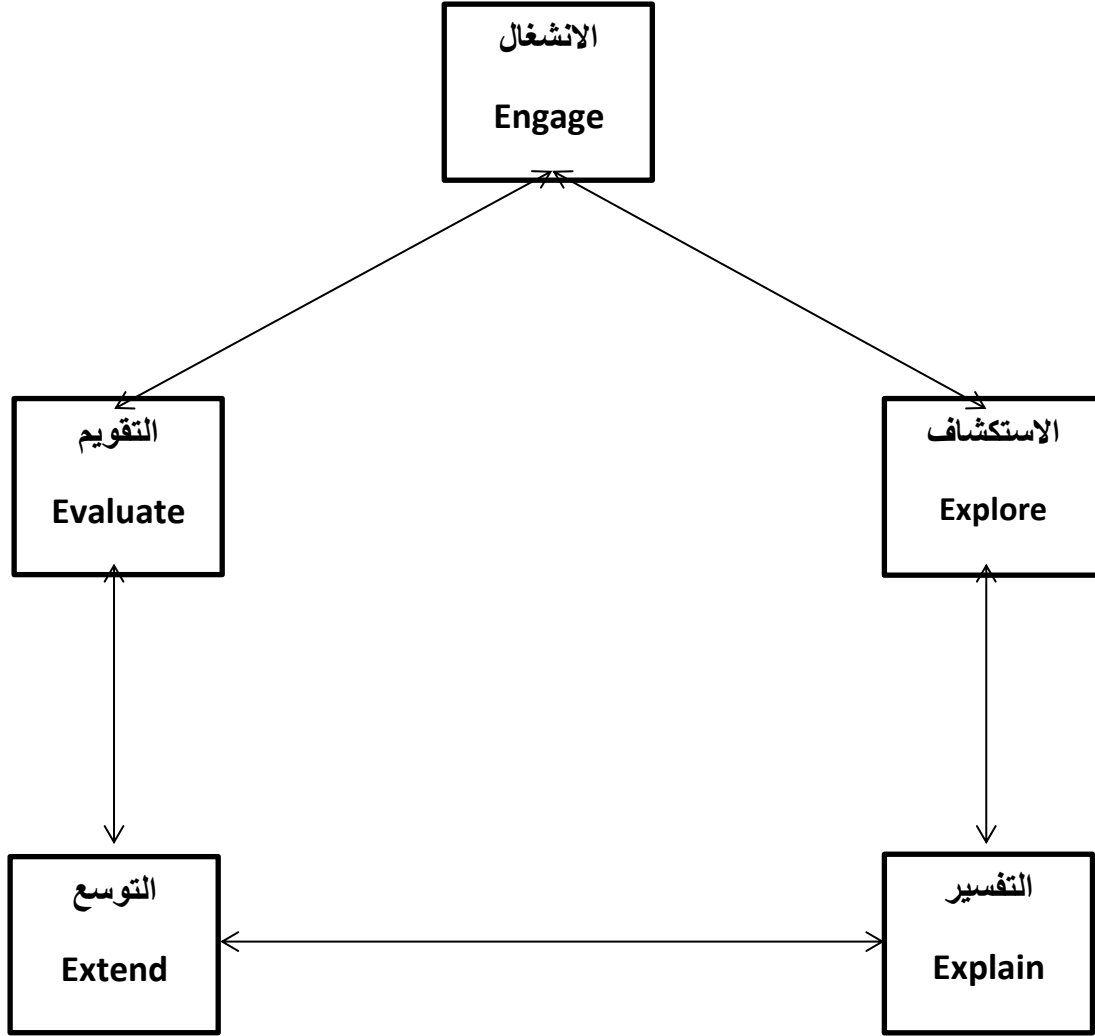 الانشغال
Engage
التقويم
Evaluate
الاستكشاف
Explore
التوسع
Extend
التفسير
Explain